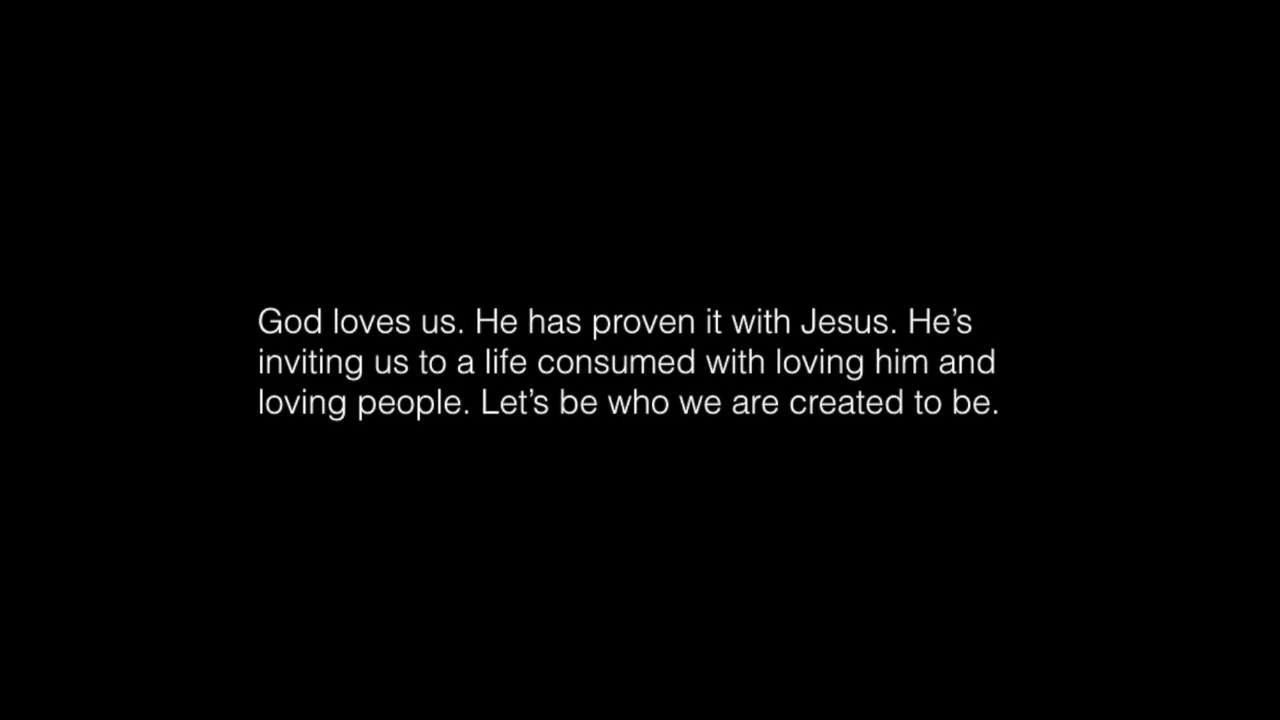 God loves us. He has proven it with Jesus. He’s
inviting us to a life consumed with loving him and
loving people. Let’s be who we are created to be.